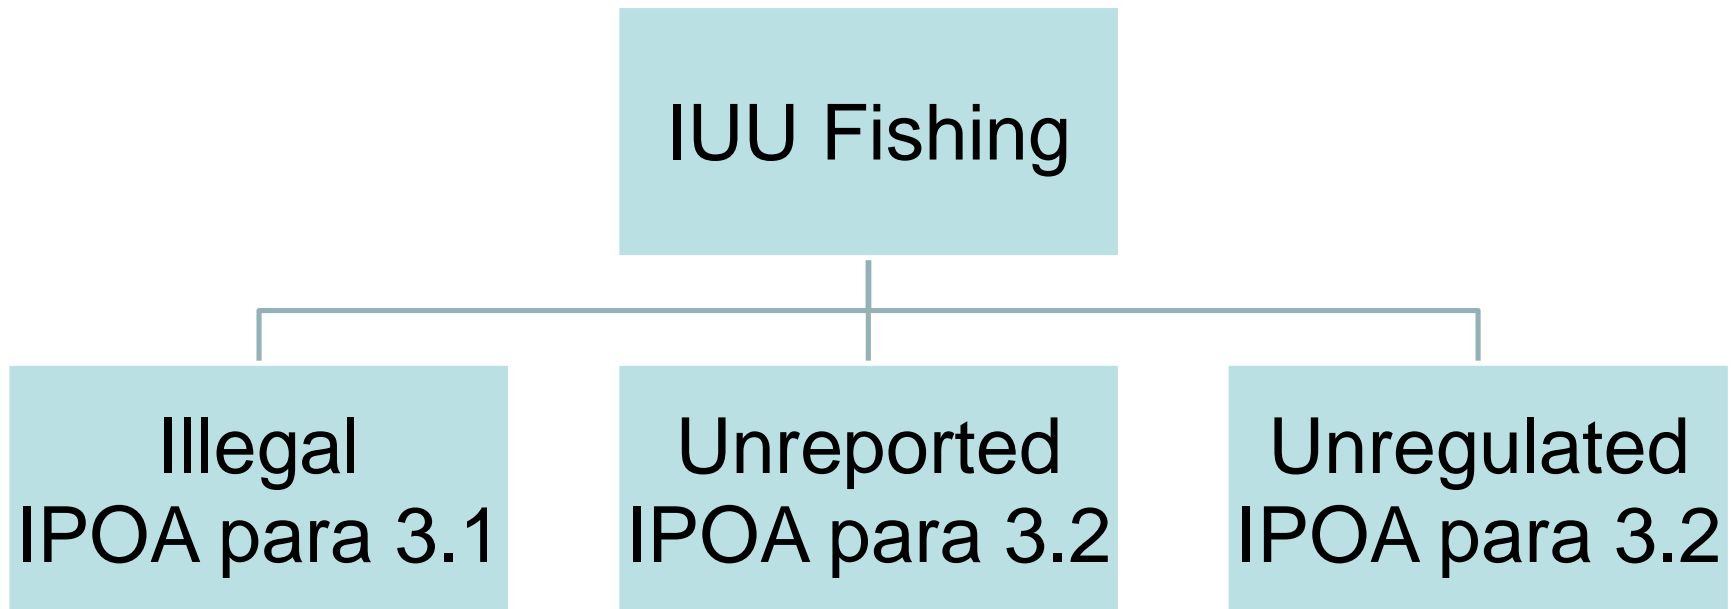 IUU Fishing
Illegal
IPOA para 3.1
Unreported
IPOA para 3.2
Unregulated
IPOA para 3.2